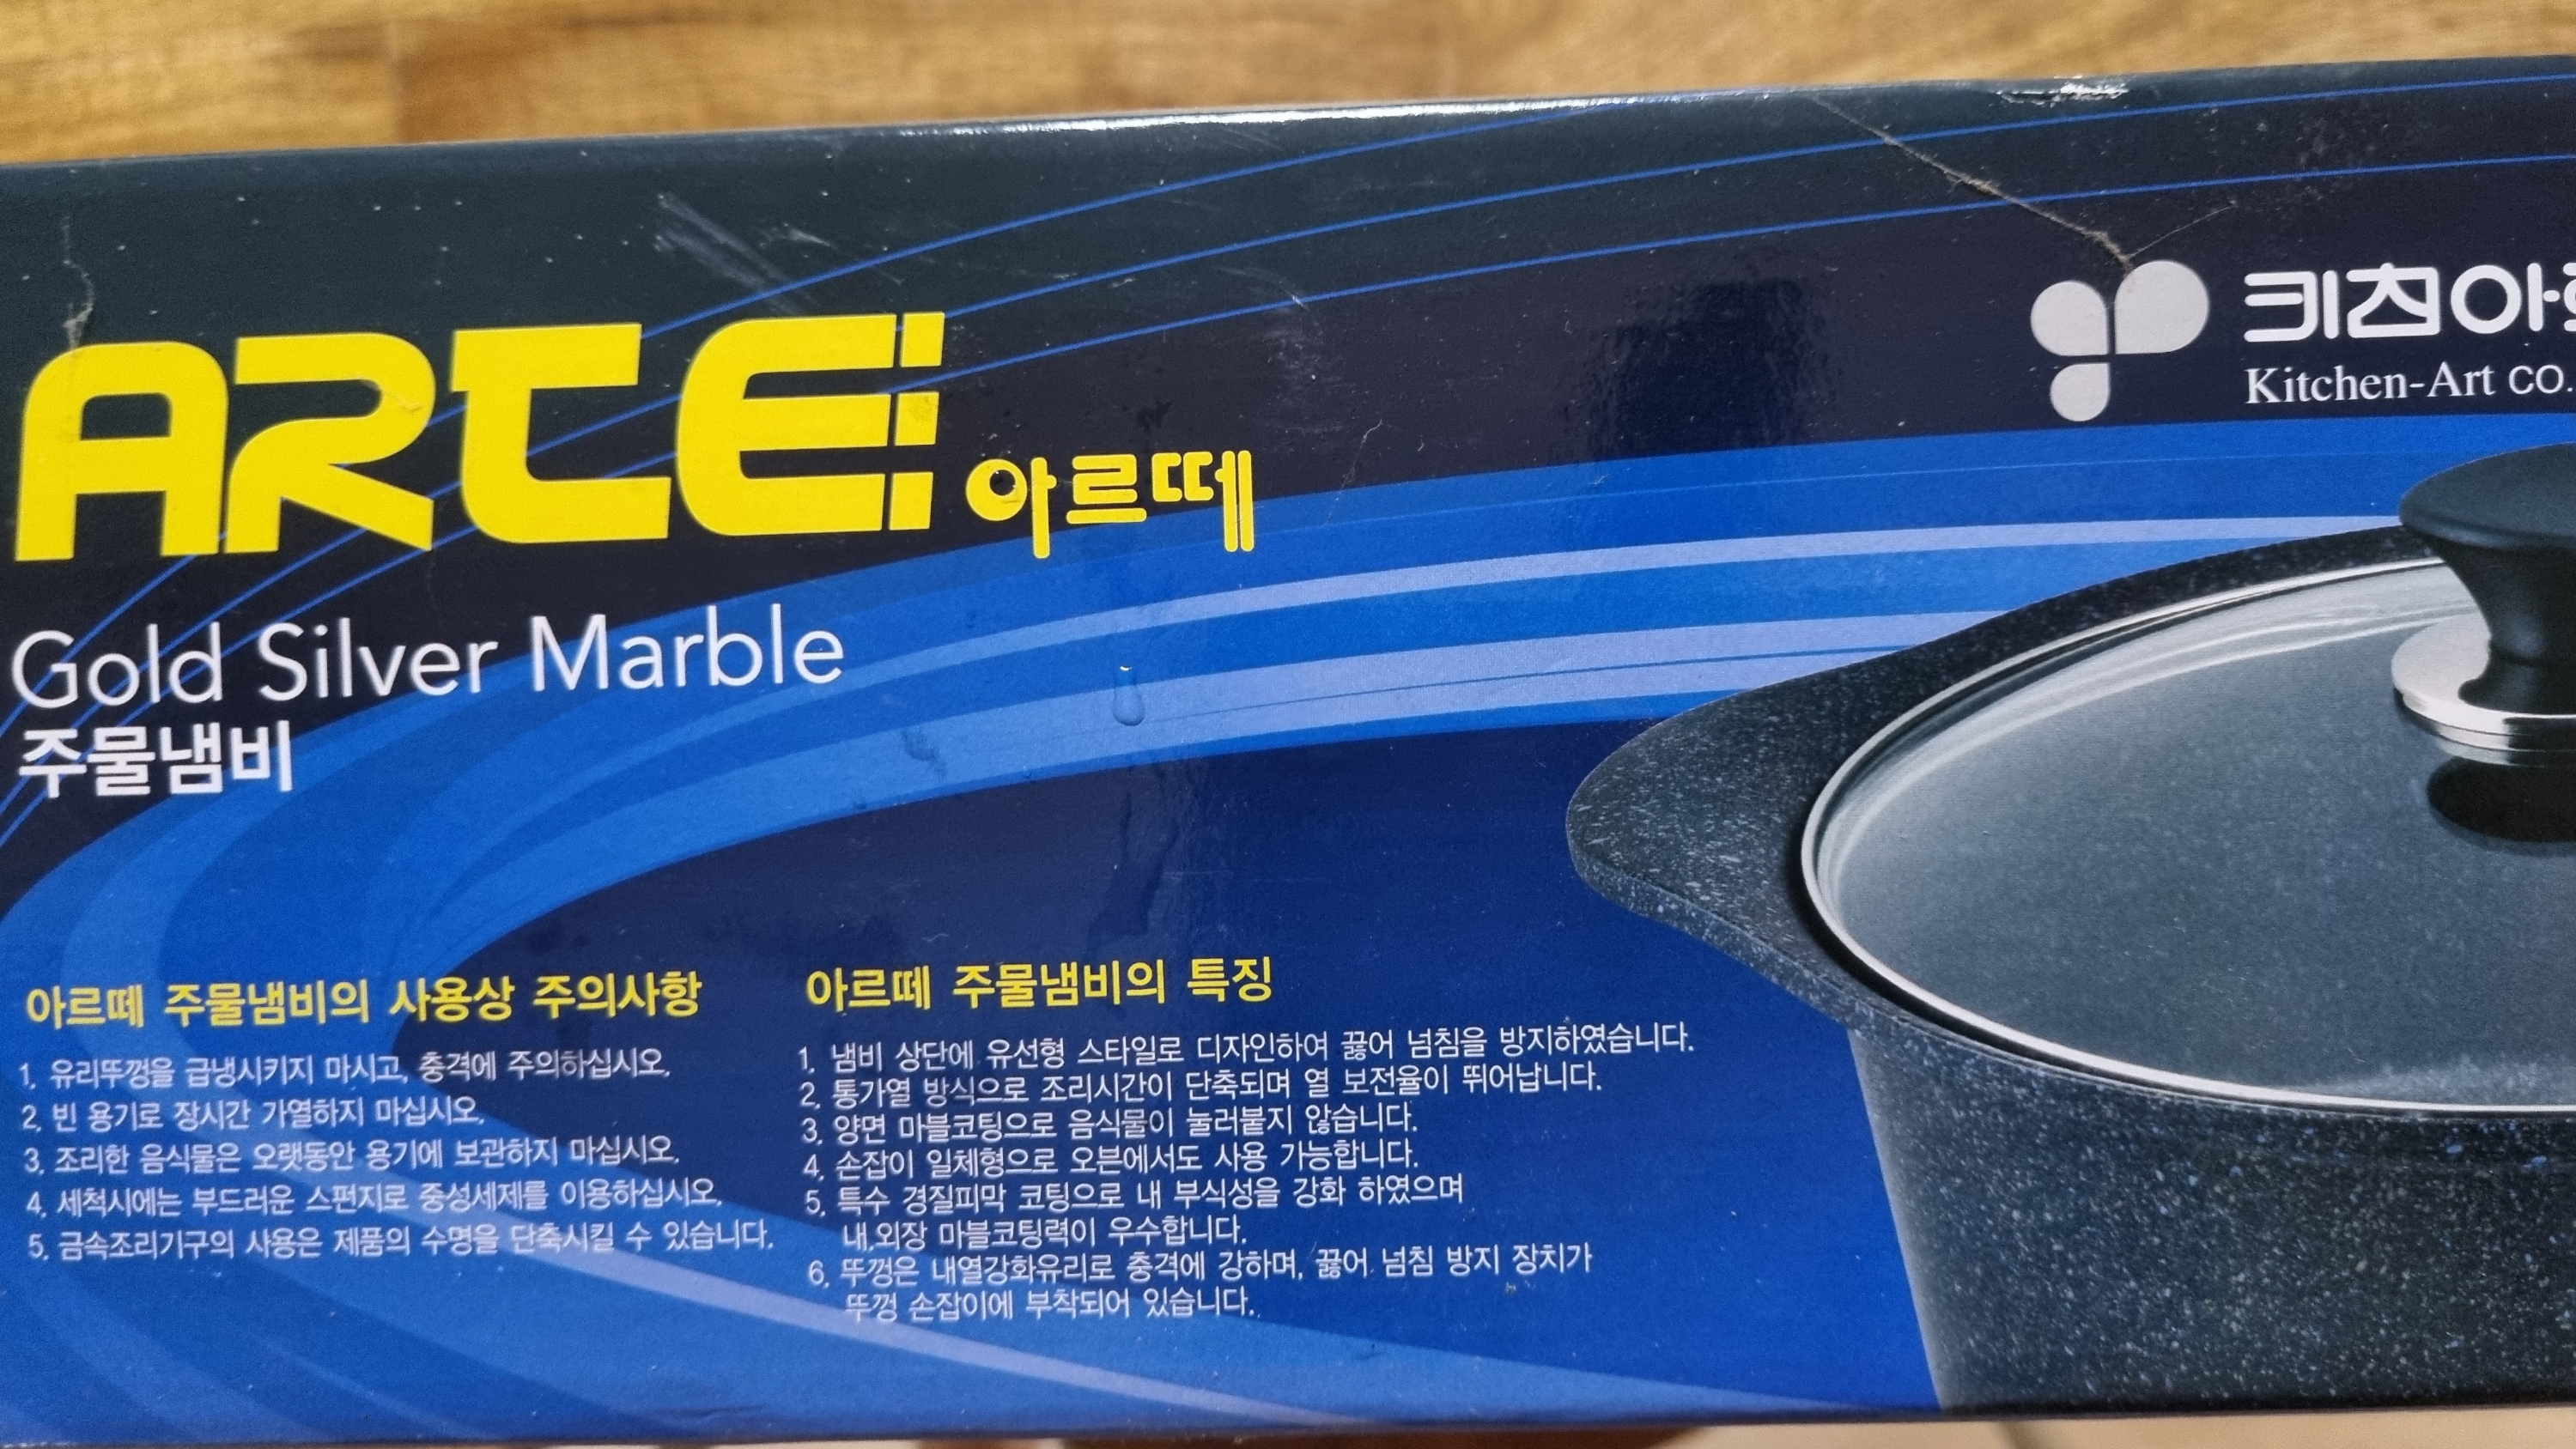 ARTE 아르떼
키친아
Kitchen-Art CO.
Gold Silver Marble
주물냄비
아르떼 주물냄비의 사용상 주의사항
1. 유리뚜껑을 급냉시키지 마시고, 충격에 주의하십시오.
2. 빈 용기로 장시간 가열하지 마십시오.
3. 조리한 음식물은 오랫동안 용기에 보관하지 마십시오.
4. 세척시에는 부드러운 스펀지로 중성세제를 이용하십시오.
5. 금속조리기구의 사용은 제품의 수명을 단축시킬 수 있습니다.
아르떼 주물냄비의 특징
1. 냄비 상단에 유선형 스타일로 디자인하여 끓어 넘침을 방지하였습니다.
2. 통가열 방식으로 조리시간이 단축되며 열 보전율이 뛰어납니다.
3. 양면 마블코팅으로 음식물이 눌러붙지 않습니다.
4. 손잡이 일체형으로 오븐에서도 사용 가능합니다.
5. 특수 경질피막 코팅으로 내 부식성을 강화 하였으며
내.외장 마블코팅력이 우수합니다.
6. 뚜껑은 내열강화유리로 충격에 강하며, 끓어 넘침 방지 장치가
뚜껑 손잡이에 부착되어 있습니다.